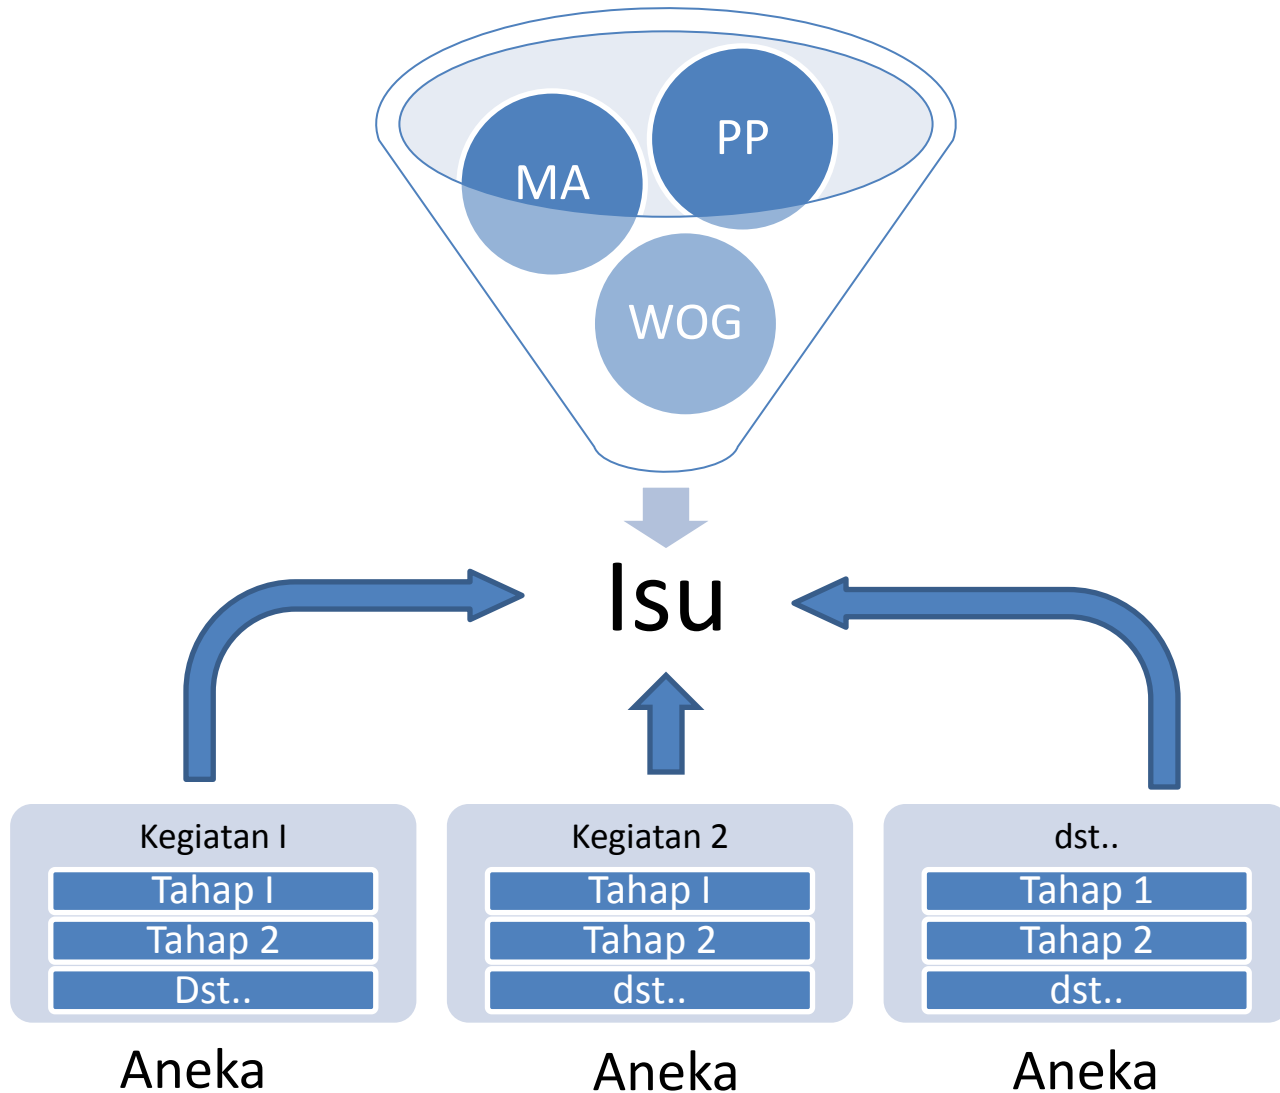 PP
MA
WOG
Isu
Kegiatan I
Tahap I
Tahap 2
Dst..
Aneka
Kegiatan 2
Tahap I
Tahap 2
dst..
Aneka
dst..
Tahap 1
Tahap 2
dst..
Aneka